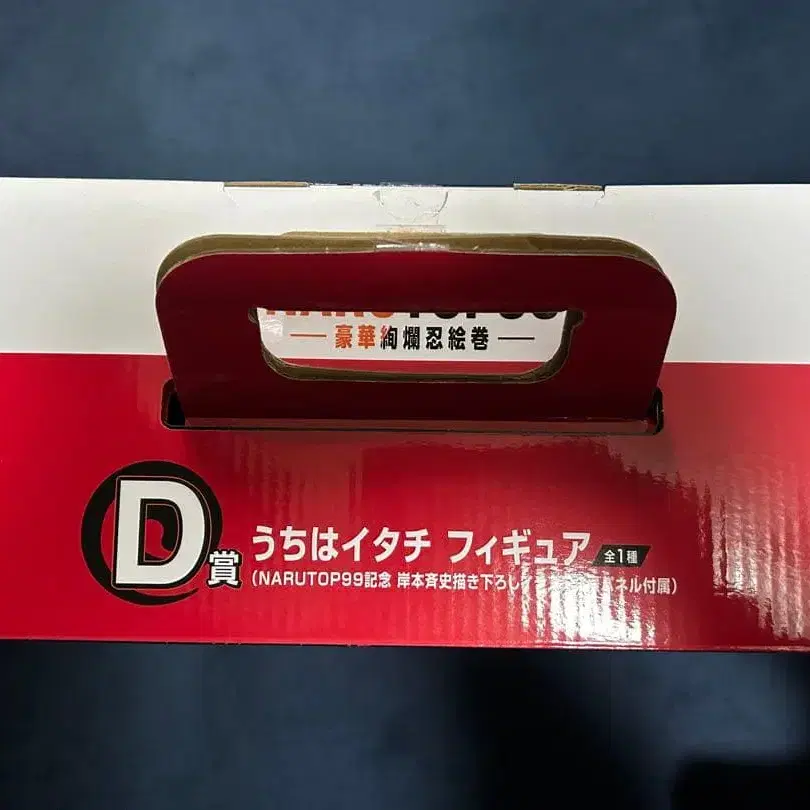 — 豪華絢爛忍絵巻 —
D賞
うちはイタチ フィギュア 全1種
(NARUTOP99記念 岸本斉史描き下ろし ネル付属)